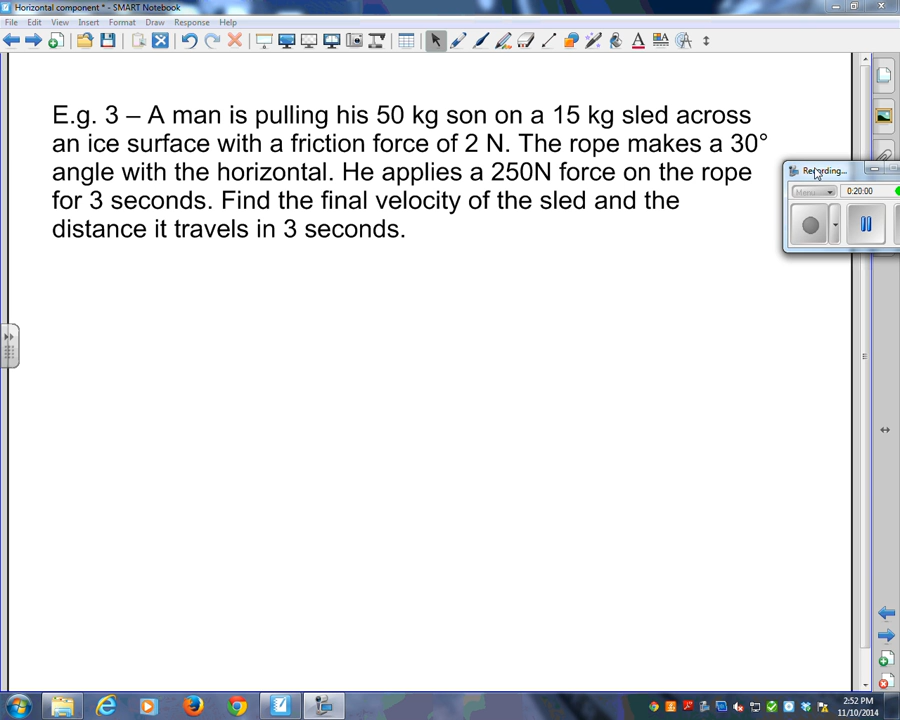 Horizontal component * - SMART Notebook
File Edit View Insert Format Draw Response Help
E.g. 3 – A man is pulling his 50 kg son on a 15 kg sled across
an ice surface with a friction force of 2 N. The rope makes a 30°
angle with the horizontal. He applies a 250N force on the rope
for 3 seconds. Find the final velocity of the sled and the
distance it travels in 3 seconds.
Recording...
Menu 0:20:00
2:52 PM
11/10/2014